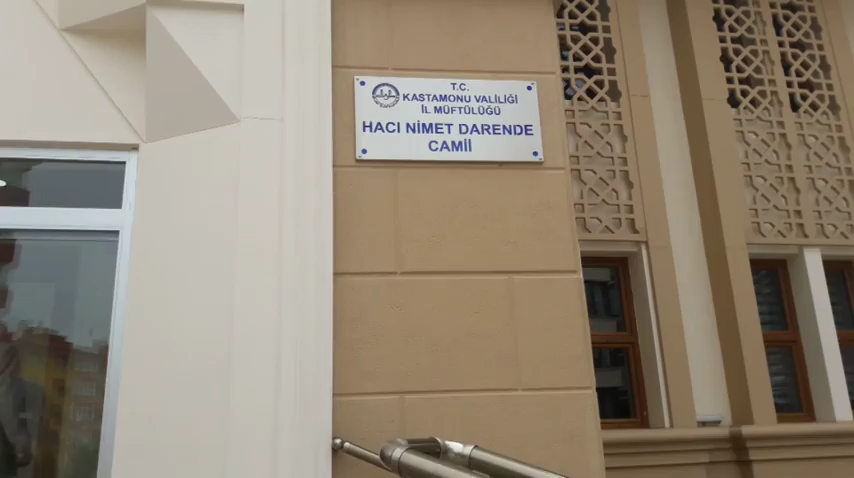 T.C.
KASTAMONU VALİLİĞİ
İL MÜFTÜLÜĞÜ
HACI NİMET DARENDE
CAMİİ